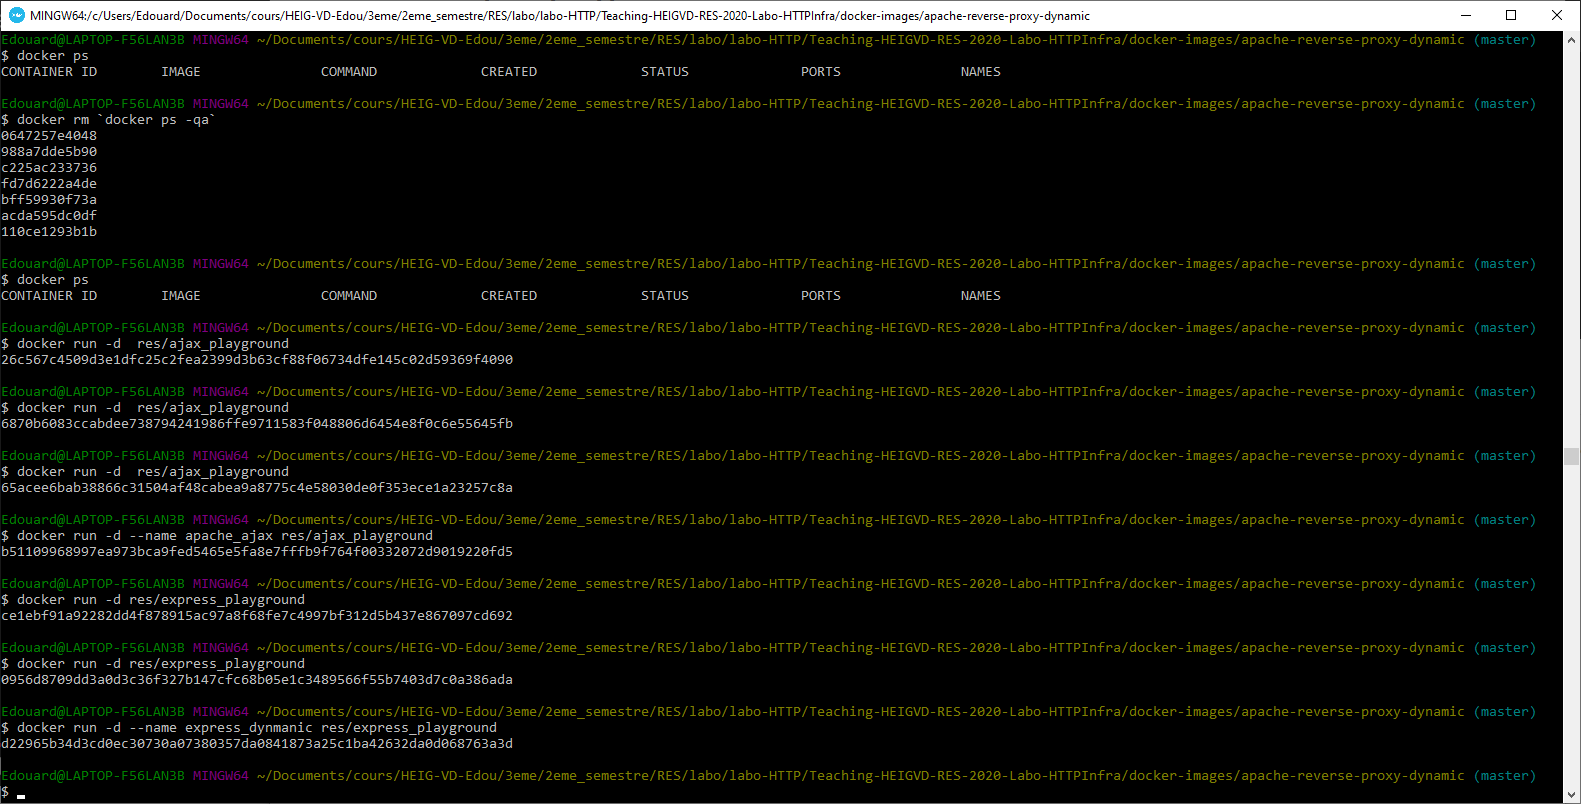 MINGW64:/c/Users/Edouard/Documents/cours/HEIG-VD-Edou/3eme/2eme_semestre/RES/labo/labo-HTTP/Teaching-HEIGVD-RES-2020-Labo-HTTPInfra/docker-images/apache-reverse-proxy-dynamic
Edouard@LAPTOP-F56LAN3B MINGW64 ~/Documents/cours/HEIG-VD-Edou/3eme/2eme_semestre/RES/labo/labo-HTTP/Teaching-HEIGVD-RES-2020-Labo-HTTPInfra/docker-images/apache-reverse-proxy-dynamic (master)
$ docker ps
CONTAINER ID        IMAGE               COMMAND             CREATED             STATUS              PORTS               NAMES
Edouard@LAPTOP-F56LAN3B MINGW64 ~/Documents/cours/HEIG-VD-Edou/3eme/2eme_semestre/RES/labo/labo-HTTP/Teaching-HEIGVD-RES-2020-Labo-HTTPInfra/docker-images/apache-reverse-proxy-dynamic (master)
$ docker rm `docker ps -qa`
0647257e4048
988a7dde5b90
c225ac233736
fd7d6222a4de
bff59930f73a
acda595dc0df
110ce1293b1b
Edouard@LAPTOP-F56LAN3B MINGW64 ~/Documents/cours/HEIG-VD-Edou/3eme/2eme_semestre/RES/labo/labo-HTTP/Teaching-HEIGVD-RES-2020-Labo-HTTPInfra/docker-images/apache-reverse-proxy-dynamic (master)
$ docker ps
CONTAINER ID        IMAGE               COMMAND             CREATED             STATUS              PORTS               NAMES
Edouard@LAPTOP-F56LAN3B MINGW64 ~/Documents/cours/HEIG-VD-Edou/3eme/2eme_semestre/RES/labo/labo-HTTP/Teaching-HEIGVD-RES-2020-Labo-HTTPInfra/docker-images/apache-reverse-proxy-dynamic (master)
$ docker run -d  res/ajax_playground
26c567c4509d3e1dfc25c2fea2399d3b63cf88f06734dfe145c02d59369f4090
Edouard@LAPTOP-F56LAN3B MINGW64 ~/Documents/cours/HEIG-VD-Edou/3eme/2eme_semestre/RES/labo/labo-HTTP/Teaching-HEIGVD-RES-2020-Labo-HTTPInfra/docker-images/apache-reverse-proxy-dynamic (master)
$ docker run -d  res/ajax_playground
6870b6083ccabdee738794241986ffe9711583f048806d6454e8f0c6e55645fb
Edouard@LAPTOP-F56LAN3B MINGW64 ~/Documents/cours/HEIG-VD-Edou/3eme/2eme_semestre/RES/labo/labo-HTTP/Teaching-HEIGVD-RES-2020-Labo-HTTPInfra/docker-images/apache-reverse-proxy-dynamic (master)
$ docker run -d  res/ajax_playground
65acee6bab38866c31504af48cabea9a8775c4e58030de0f353ece1a23257c8a
Edouard@LAPTOP-F56LAN3B MINGW64 ~/Documents/cours/HEIG-VD-Edou/3eme/2eme_semestre/RES/labo/labo-HTTP/Teaching-HEIGVD-RES-2020-Labo-HTTPInfra/docker-images/apache-reverse-proxy-dynamic (master)
$ docker run -d --name apache_ajax res/ajax_playground
b51109968997ea973bca9fed5465e5fa8e7fffb9f764f00332072d9019220fd5
Edouard@LAPTOP-F56LAN3B MINGW64 ~/Documents/cours/HEIG-VD-Edou/3eme/2eme_semestre/RES/labo/labo-HTTP/Teaching-HEIGVD-RES-2020-Labo-HTTPInfra/docker-images/apache-reverse-proxy-dynamic (master)
$ docker run -d res/express_playground
ce1ebf91a92282dd4f878915ac97a8f68fe7c4997bf312d5b437e867097cd692
Edouard@LAPTOP-F56LAN3B MINGW64 ~/Documents/cours/HEIG-VD-Edou/3eme/2eme_semestre/RES/labo/labo-HTTP/Teaching-HEIGVD-RES-2020-Labo-HTTPInfra/docker-images/apache-reverse-proxy-dynamic (master)
$ docker run -d res/express_playground
0956d8709dd3a0d3c36f327b147cfc68b05e1c3489566f55b7403d7c0a386ada
Edouard@LAPTOP-F56LAN3B MINGW64 ~/Documents/cours/HEIG-VD-Edou/3eme/2eme_semestre/RES/labo/labo-HTTP/Teaching-HEIGVD-RES-2020-Labo-HTTPInfra/docker-images/apache-reverse-proxy-dynamic (master)
$ docker run -d --name express_dynmanic res/express_playground
d22965b34d3cd0ec30730a07380357da0841873a25c1ba42632da0d068763a3d
Edouard@LAPTOP-F56LAN3B MINGW64 ~/Documents/cours/HEIG-VD-Edou/3eme/2eme_semestre/RES/labo/labo-HTTP/Teaching-HEIGVD-RES-2020-Labo-HTTPInfra/docker-images/apache-reverse-proxy-dynamic (master)
$